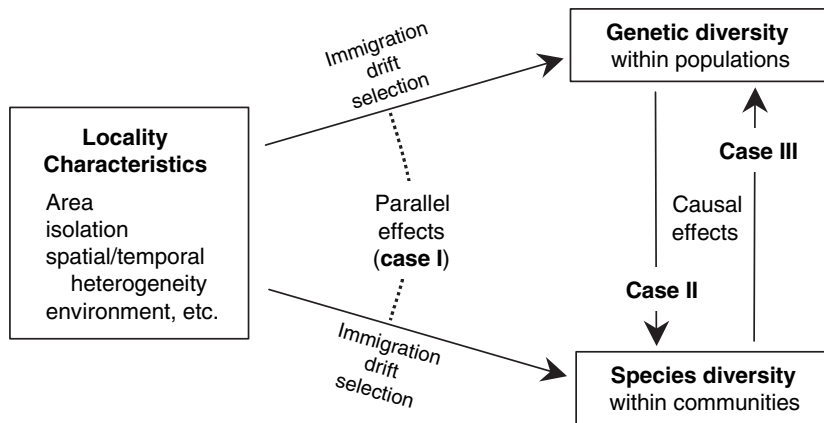 Locality
Characteristics
Area
isolation
spatial/temporal
heterogeneity
environment, etc.
Immigration
drift
selection
Parallel
effects
(case I)
Immigration
drift
selection
Genetic diversity
within populations
Case III
Causal
effects
Case II
Species diversity
within communities